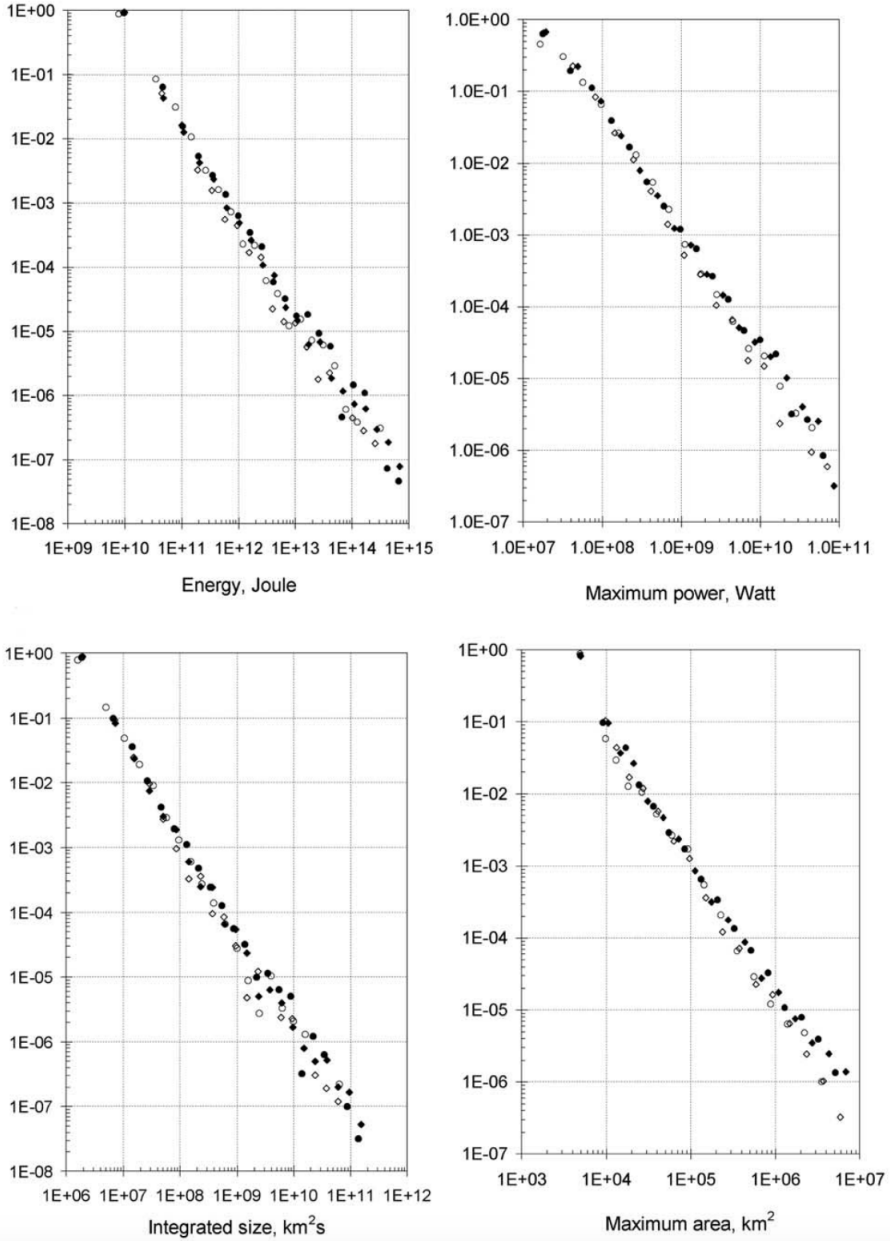 1E+00
1E-01
1E-02
1E-03
1E-04
1E-05
1E-06
1E-07
1E-08
1E+09 1E+10 1E+11 1E+12 1E+13 1E+14 1E+15
Energy, Joule
1.0E+00
1.0E-01
1.0E-02
1.0E-03
1.0E-04
1.0E-05
1.0E-06
1.0E-07
1.0E+07 1.0E+08 1.0E+09 1.0E+10 1.0E+11
Maximum power, Watt
1E+00
1E-01
1E-02
1E-03
1E-04
1E-05
1E-06
1E-07
1E-08
1E+06 1E+07 1E+08 1E+09 1E+10 1E+11 1E+12
Integrated size, km²s
1E+00
1E-01
1E-02
1E-03
1E-04
1E-05
1E-06
1E-07
1E+03 1E+04 1E+05 1E+06 1E+07
Maximum area, km²